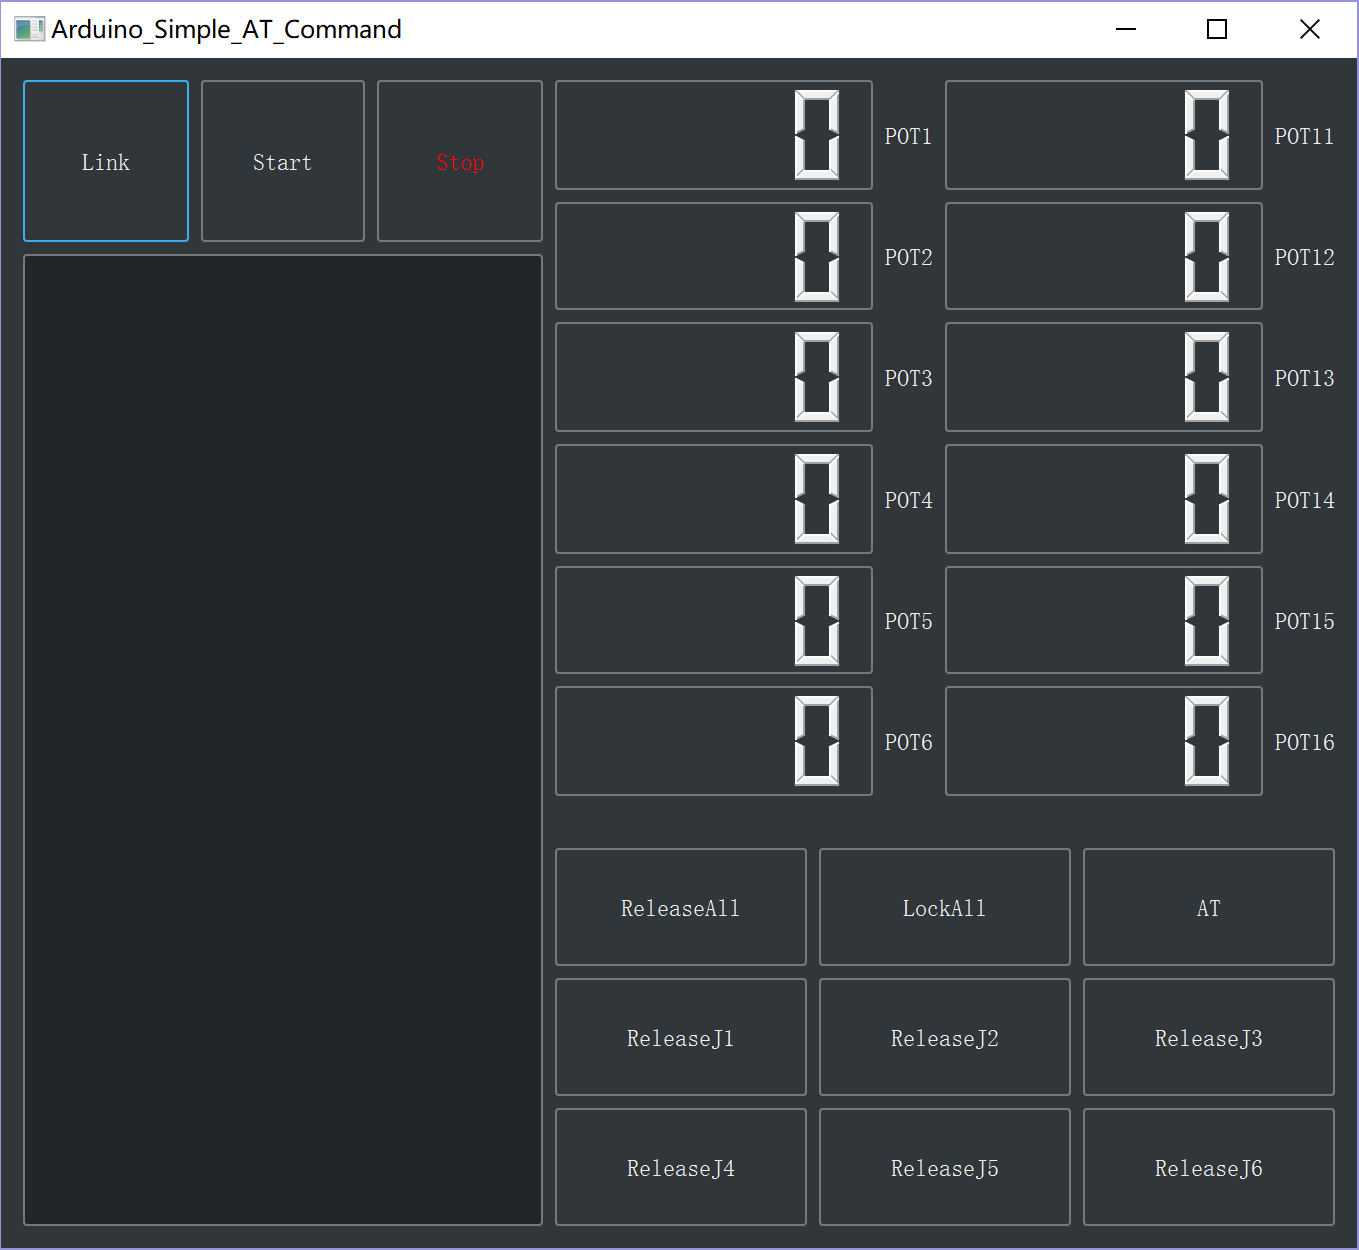 Arduino_Simple_AT_Command
Link Start Stop
0 POT1 0 POT11
0 POT2 0 POT12
0 POT3 0 POT13
0 POT4 0 POT14
0 POT5 0 POT15
0 POT6 0 POT16
ReleaseAll LockAll AT
ReleaseJ1 ReleaseJ2 ReleaseJ3
ReleaseJ4 ReleaseJ5 ReleaseJ6